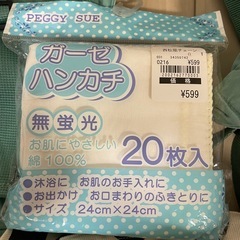 PEGGY SUE
ガーゼ
ハンカチ
無蛍光
お肌にやさしい
綿100%
20枚入
0216
¥599
価格
¥599
●沐浴に ●お肌のお手入れに
●お出かけ ●お口まわりのふきとりに
●サイズ 24cm×24cm